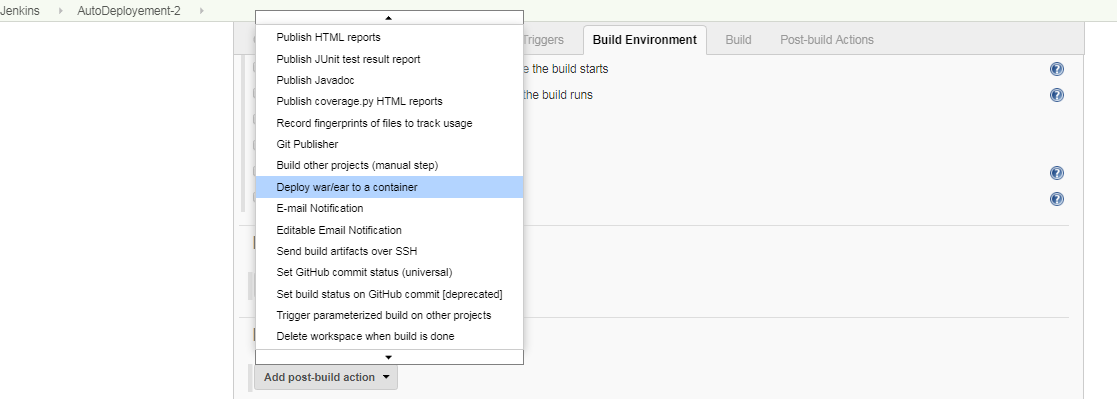 Jenkins AutoDeployement-2
Triggers Build Environment Build Post-build Actions
Publish HTML reports
Publish JUnit test result report
e the build starts
Publish Javadoc
Publish coverage.py HTML reports
the build runs
Record fingerprints of files to track usage
Git Publisher
Build other projects (manual step)
Deploy war/ear to a container
E-mail Notification
Editable Email Notification
Send build artifacts over SSH
Set GitHub commit status (universal)
Set build status on GitHub commit [deprecated]
Trigger parameterized build on other projects
Delete workspace when build is done
Add post-build action